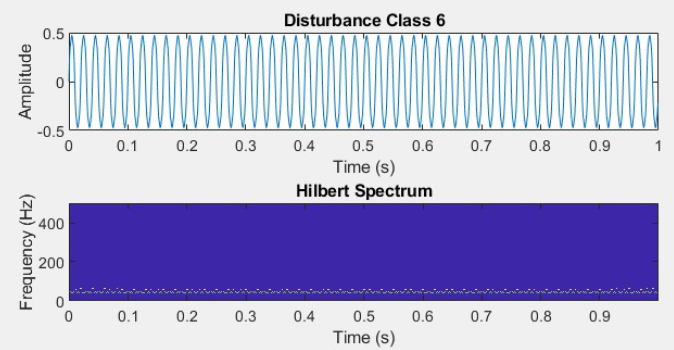 Disturbance Class 6
Amplitude
0.5
0
-0.5
0 0.1 0.2 0.3 0.4 0.5 0.6 0.7 0.8 0.9 1
Time (s)
Hilbert Spectrum
Frequency (Hz)
400
200
0
0 0.1 0.2 0.3 0.4 0.5 0.6 0.7 0.8 0.9
Time (s)